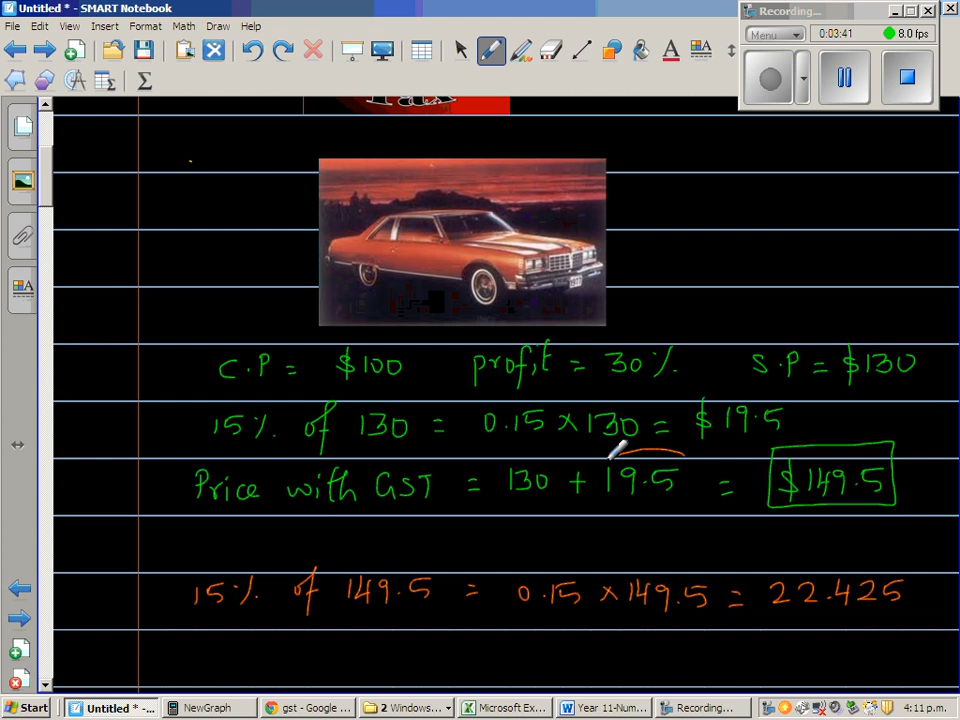 Untitled * - SMART Notebook
Recording...
File Edit View Insert Format Math Draw Help
Menu 03:41 8.0 fps
C.P = $100 profit = 30% S.P = $130
15% of 130 = 0.15 × 130 = $19.5
Price with GST = 130 + 19.5 = $149.5
15% of 149.5 = 0.15 × 149.5 = 22.425
Start Untitled * - NewGraph gst - Google ... 2 Windows... Microsoft Ex... Year 11-Num... Recording... 4:11 p.m.